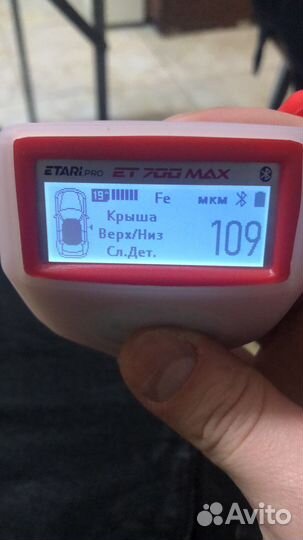 ETARI PRO ET 700 MAX
19° Fe мкм
Крыша
Верх/Низ
Сл.Дет.
109
Avito